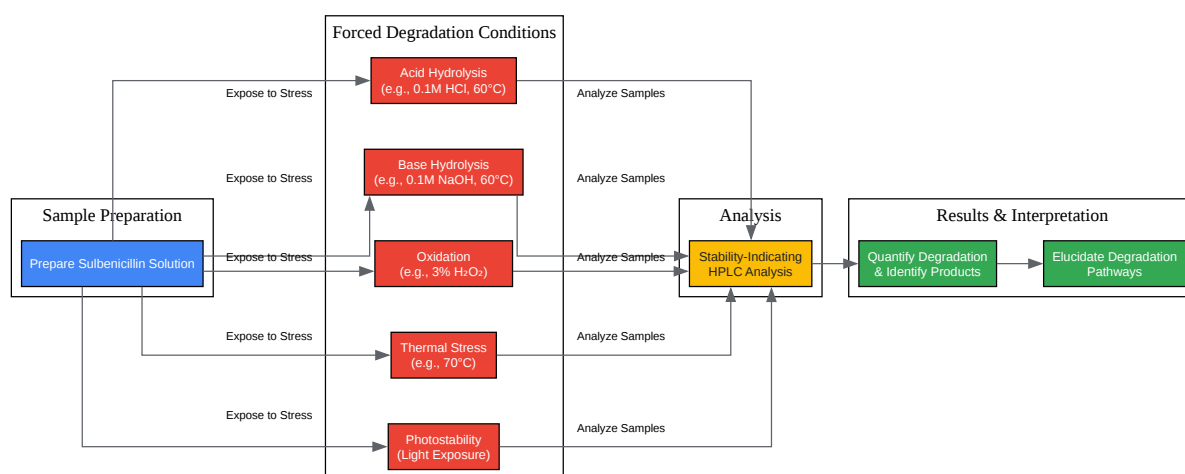 Forced Degradation Conditions
Acid Hydrolysis
(e.g., 0.1M HCl, 60°C)
Expose to Stress
Analyze Samples
Base Hydrolysis
(e.g., 0.1M NaOH, 60°C)
Expose to Stress
Analyze Samples
Sample Preparation
Prepare Sulbenicillin Solution
Expose to Stress
Oxidation
(e.g., 3% H₂O₂)
Analyze Samples
Analysis
Stability-Indicating
HPLC Analysis
Results & Interpretation
Quantify Degradation
& Identify Products
Elucidate Degradation
Pathways
Expose to Stress
Thermal Stress
(e.g., 70°C)
Analyze Samples
Expose to Stress
Photostability
(Light Exposure)
Analyze Samples